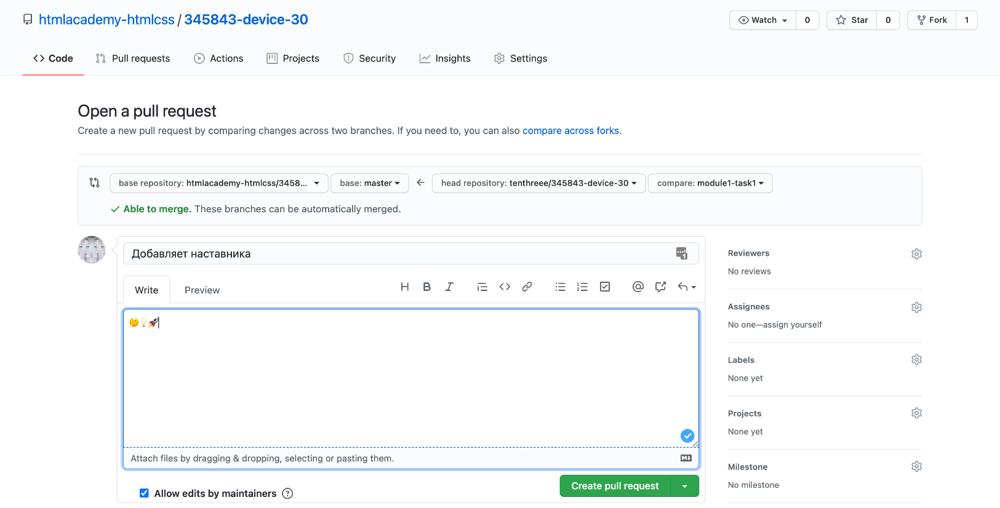 htmlacademy-htmlcss / 345843-device-30
Watch 0 Star 0 Fork 1
Code Pull requests Actions Projects Security Insights Settings
Open a pull request
Create a new pull request by comparing changes across two branches. If you need to, you can also compare across forks.
base repository: htmlacademy-htmlcss/3458... base: master ← head repository: tenthreee/345843-device-30 compare: module1-task1
Able to merge. These branches can be automatically merged.
Добавляет наставника
Write Preview
🤔💡🚀
Attach files by dragging & dropping, selecting or pasting them.
Allow edits by maintainers
Create pull request
Reviewers
No reviews
Assignees
No one—assign yourself
Labels
None yet
Projects
None yet
Milestone
No milestone